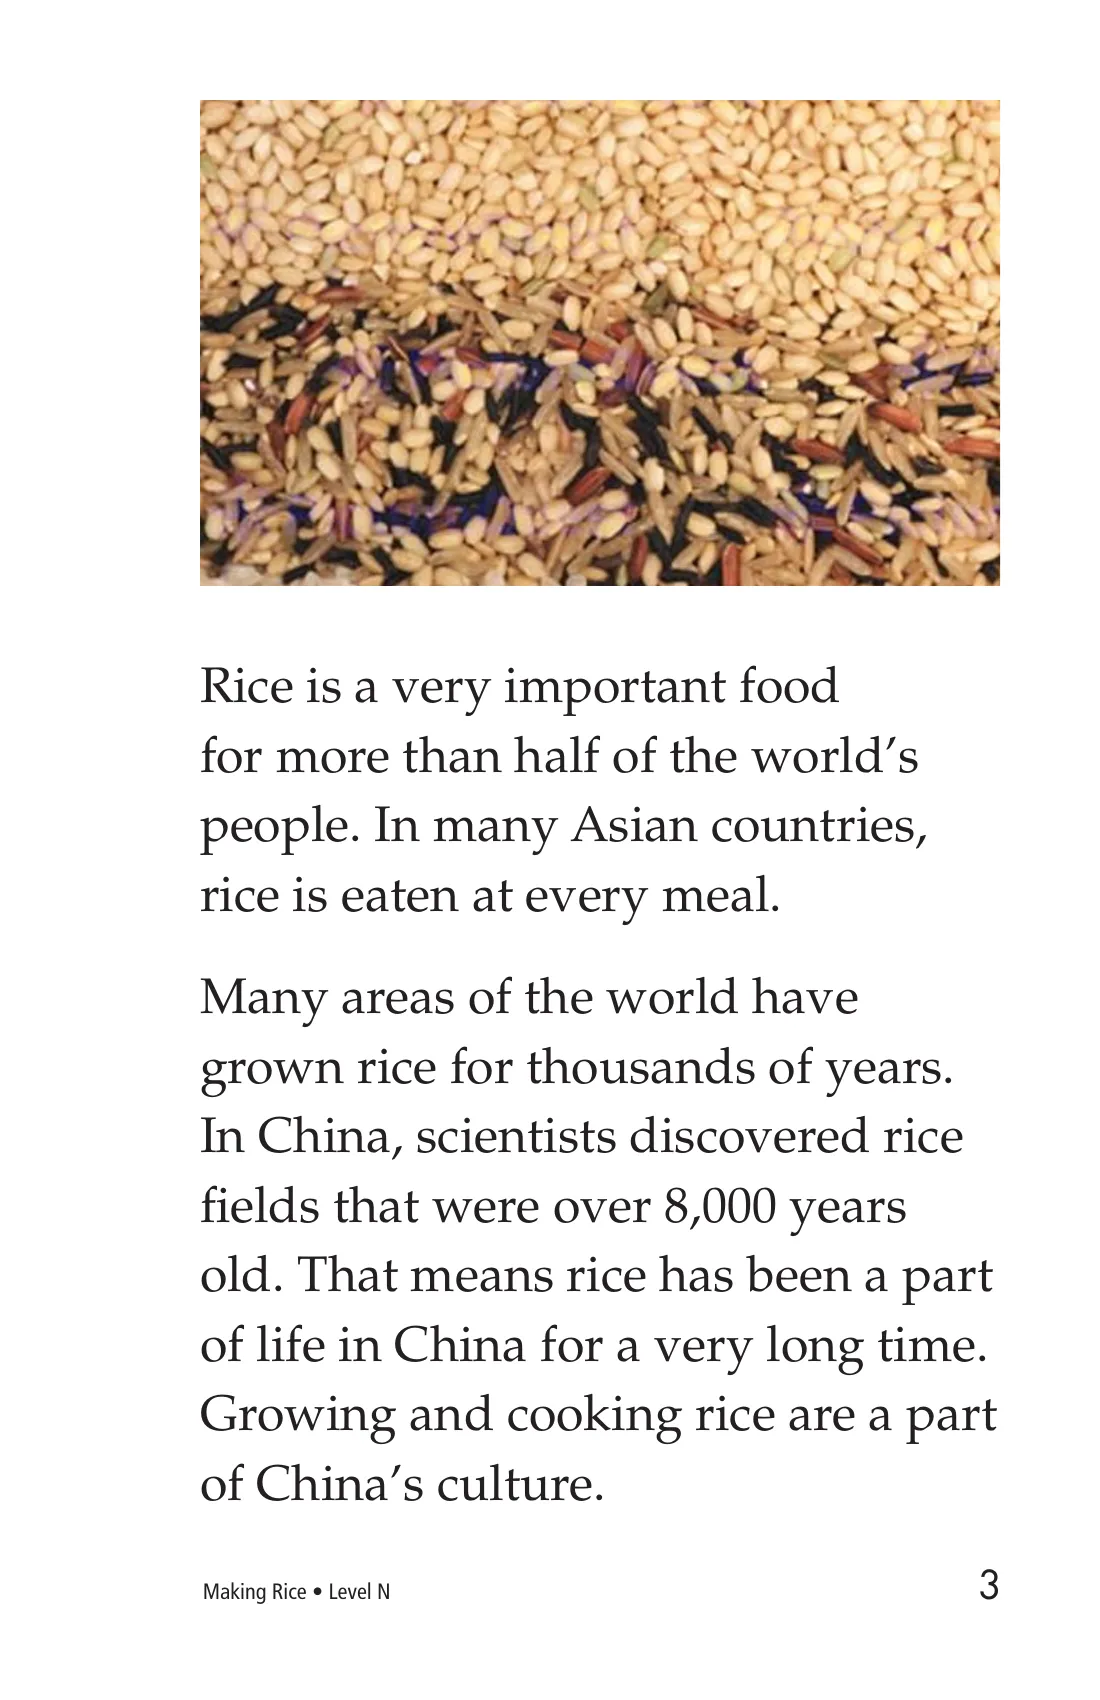 Rice is a very important food
for more than half of the world’s
people. In many Asian countries,
rice is eaten at every meal.
Many areas of the world have
grown rice for thousands of years.
In China, scientists discovered rice
fields that were over 8,000 years
old. That means rice has been a part
of life in China for a very long time.
Growing and cooking rice are a part
of China’s culture.
Making Rice • Level N
3